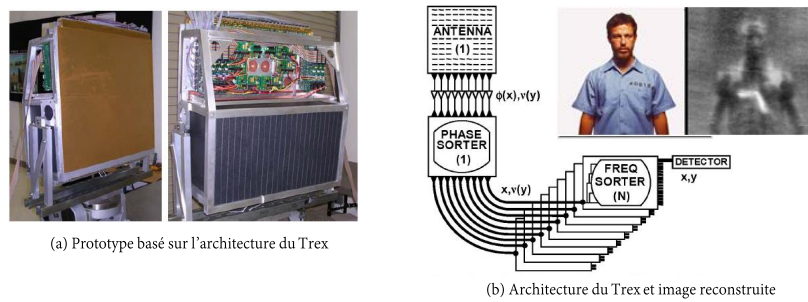 ANTENNA
(1)
ϕ(x),ν(y)
PHASE
SORTER
(1)
x,ν(y)
FREQ
SORTER
(N)
DETECTOR
x,y
(a) Prototype basé sur l'architecture du Trex
(b) Architecture du Trex et image reconstruite